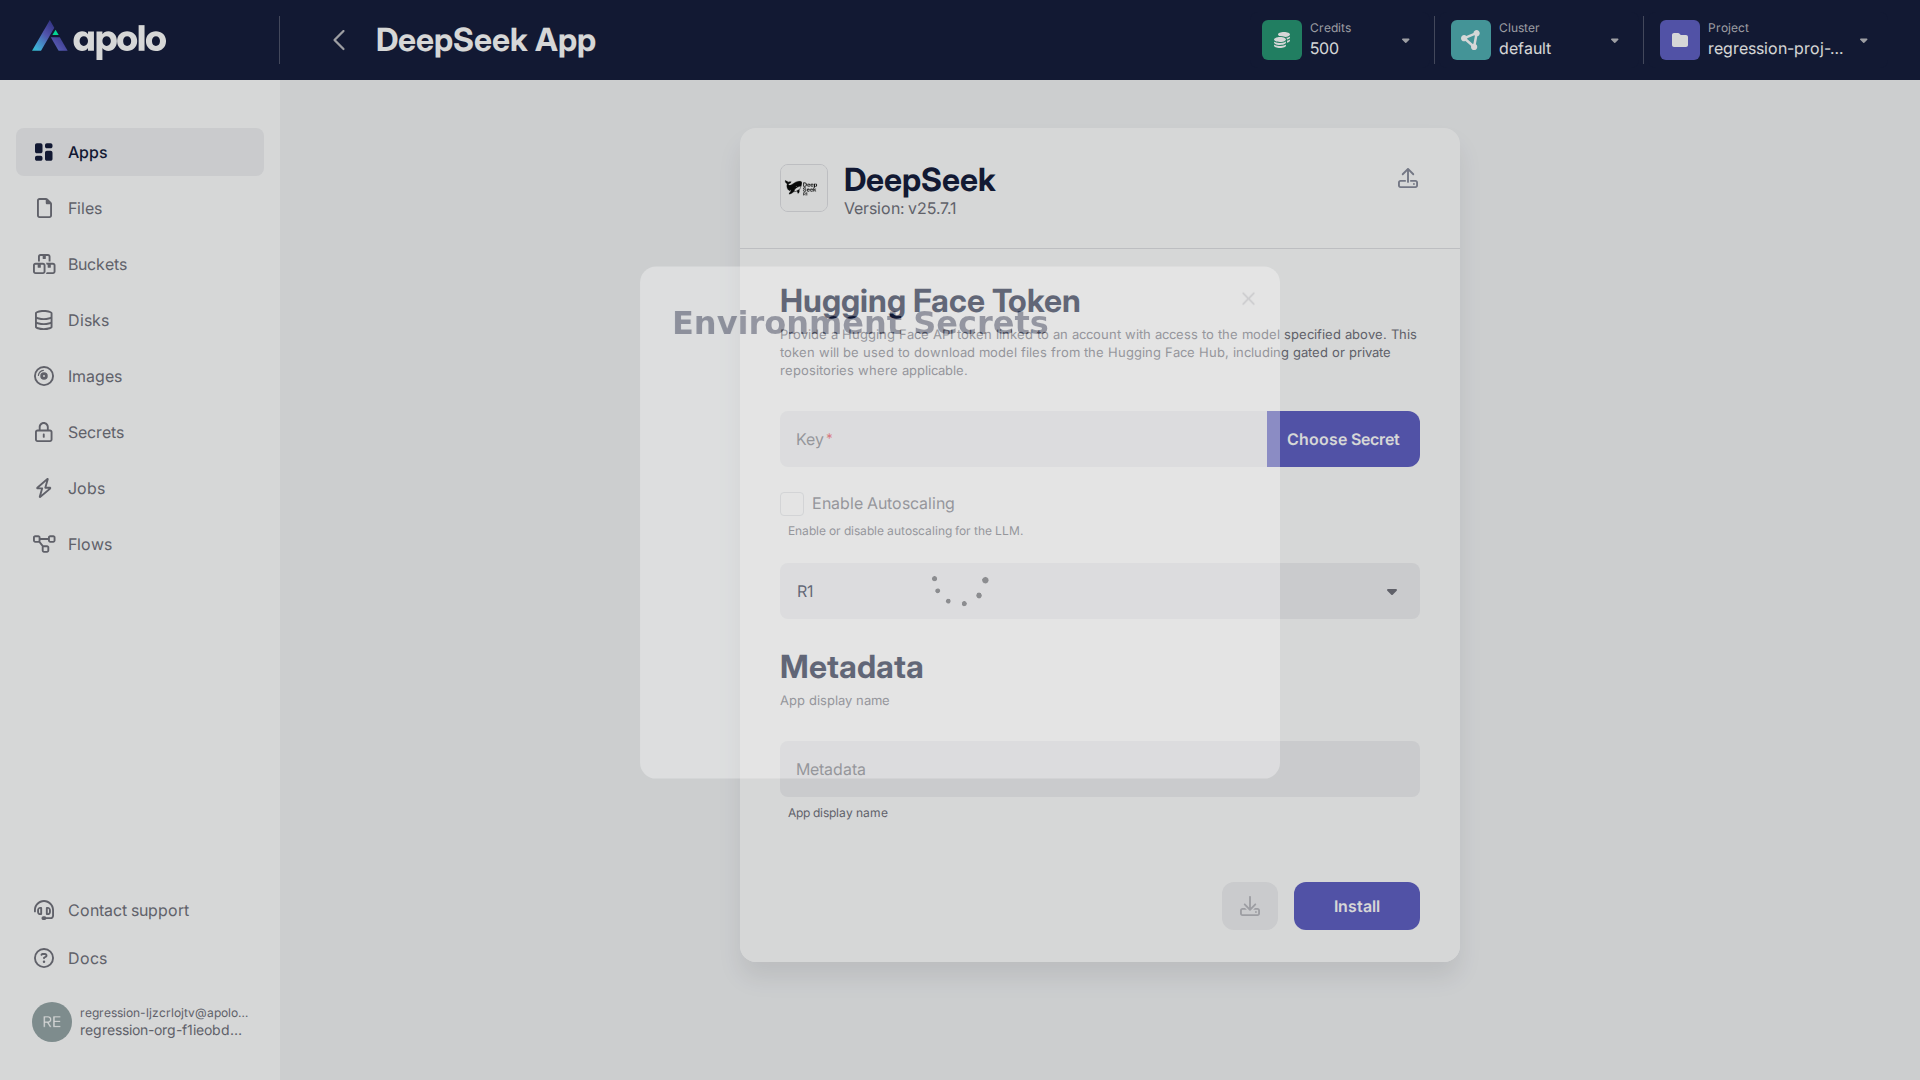 apolo
DeepSeek App
Credits
500
Cluster
default
Project
regression-proj-...
Apps
Files
Buckets
Disks
Images
Secrets
Jobs
Flows
Contact support
Docs
RE
regression-ljzcrlojtv@apolo...
regression-org-f1ieobd...
DeepSeek
Version: v25.7.1
Hugging Face Token
Environment Secrets
Provide a Hugging Face API token linked to an account with access to the model specified above. This
token will be used to download model files from the Hugging Face Hub, including gated or private
repositories where applicable.
Key*
Choose Secret
Enable Autoscaling
Enable or disable autoscaling for the LLM.
R1
Metadata
App display name
Metadata
App display name
Install